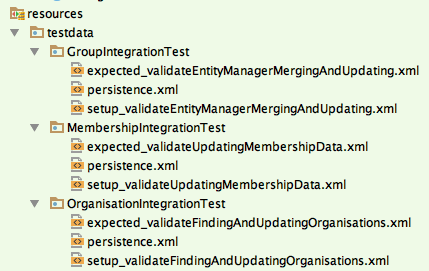 resources
testdata
GroupIntegrationTest
expected_validateEntityManagerMergingAndUpdating.xml
persistence.xml
setup_validateEntityManagerMergingAndUpdating.xml
MembershipIntegrationTest
expected_validateUpdatingMembershipData.xml
persistence.xml
setup_validateUpdatingMembershipData.xml
OrganisationIntegrationTest
expected_validateFindingAndUpdatingOrganisations.xml
persistence.xml
setup_validateFindingAndUpdatingOrganisations.xml